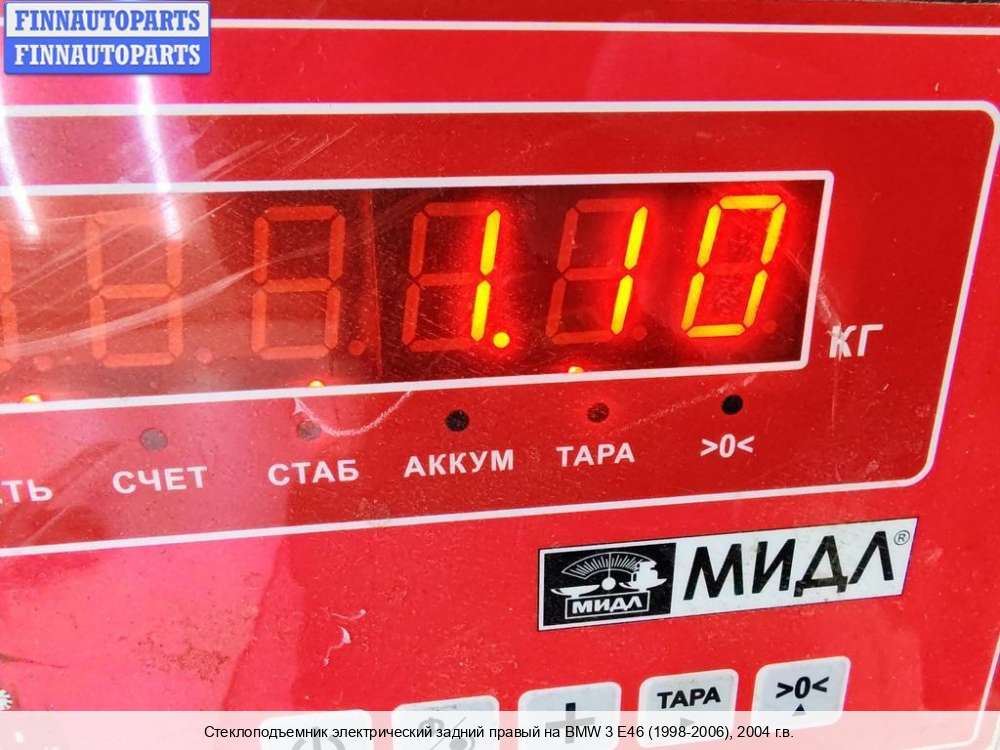 FINNAUTOPARTS
FINNAUTOPARTS
1.10
КГ
ТЬ
СЧЕТ
СТАБ
АККУМ
ТАРА
>0<
МИДЛ
МИДЛ®
ТАРА
>0<
Стеклоподъемник электрический задний правый на BMW 3 E46 (1998-2006), 2004 г.в.